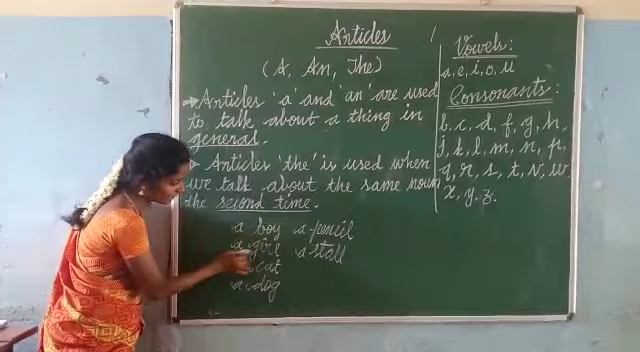 Articles
(A, An, The)
Articles 'a' and 'an' are used
to talk about a thing in
general.
Articles 'the' is used when
we talk about the same noun
the second time.
a boy a pencil
a girl a stall
cat
a dog
Vowels:
a, e, i, o, u
Consonants:
b, c, d, f, g, h,
j, k, l, m, n, p,
q, r, s, t, v, w,
x, y, z.